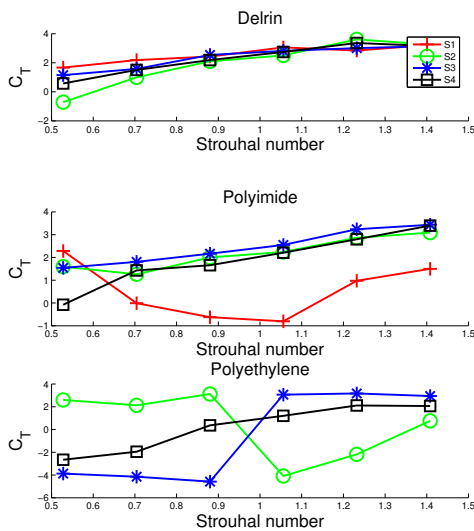 Delrin
4
2
0
−2
C_T
S1
S2
S3
S4
0.5 0.6 0.7 0.8 0.9 1 1.1 1.2 1.3 1.4 1.5
Strouhal number
Polyimide
4
3
2
1
0
−1
C_T
0.5 0.6 0.7 0.8 0.9 1 1.1 1.2 1.3 1.4 1.5
Strouhal number
Polyethylene
4
2
0
−2
−4
−6
C_T
0.5 0.6 0.7 0.8 0.9 1 1.1 1.2 1.3 1.4 1.5
Strouhal number